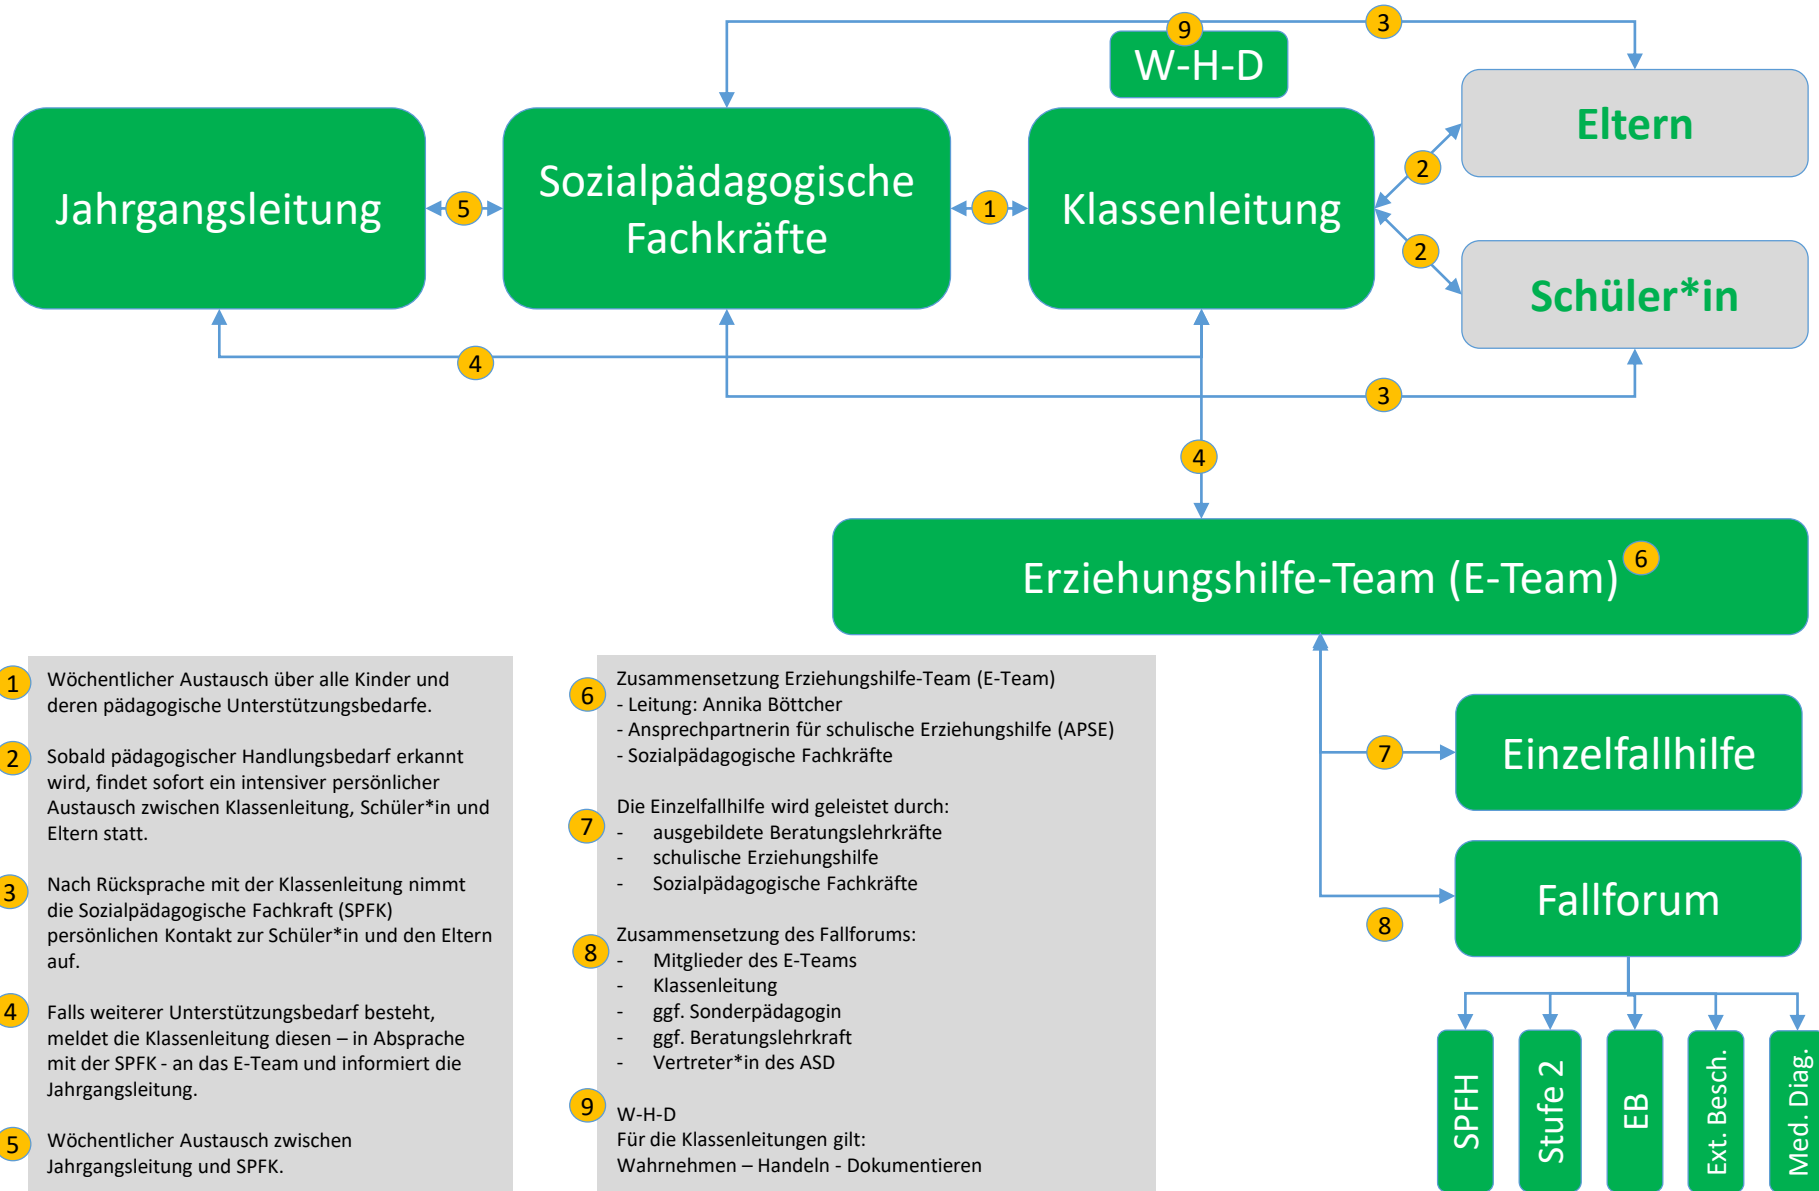 9
3
W-H-D
Eltern
Jahrgangsleitung
5
Sozialpädagogische
Fachkräfte
1
Klassenleitung
2
2
Schüler*in
4
3
4
Erziehungshilfe-Team (E-Team)
6
1
Wöchentlicher Austausch über alle Kinder und
deren pädagogische Unterstützungsbedarfe.
2
Sobald pädagogischer Handlungsbedarf erkannt
wird, findet sofort ein intensiver persönlicher
Austausch zwischen Klassenleitung, Schüler*in und
Eltern statt.
3
Nach Rücksprache mit der Klassenleitung nimmt
die Sozialpädagogische Fachkraft (SPFK)
persönlichen Kontakt zur Schüler*in und den Eltern
auf.
4
Falls weiterer Unterstützungsbedarf besteht,
meldet die Klassenleitung diesen – in Absprache
mit der SPFK - an das E-Team und informiert die
Jahrgangsleitung.
5
Wöchentlicher Austausch zwischen
Jahrgangsleitung und SPFK.
6
Zusammensetzung Erziehungshilfe-Team (E-Team)
- Leitung: Annika Böttcher
- Ansprechpartnerin für schulische Erziehungshilfe (APSE)
- Sozialpädagogische Fachkräfte
7
Die Einzelfallhilfe wird geleistet durch:
- ausgebildete Beratungslehrkräfte
- schulische Erziehungshilfe
- Sozialpädagogische Fachkräfte
8
Zusammensetzung des Fallforums:
- Mitglieder des E-Teams
- Klassenleitung
- ggf. Sonderpädagogin
- ggf. Beratungslehrkraft
- Vertreter*in des ASD
9
W-H-D
Für die Klassenleitungen gilt:
Wahrnehmen – Handeln - Dokumentieren
7
Einzelfallhilfe
8
Fallforum
SPFH
Stufe 2
EB
Ext. Besch.
Med. Diag.